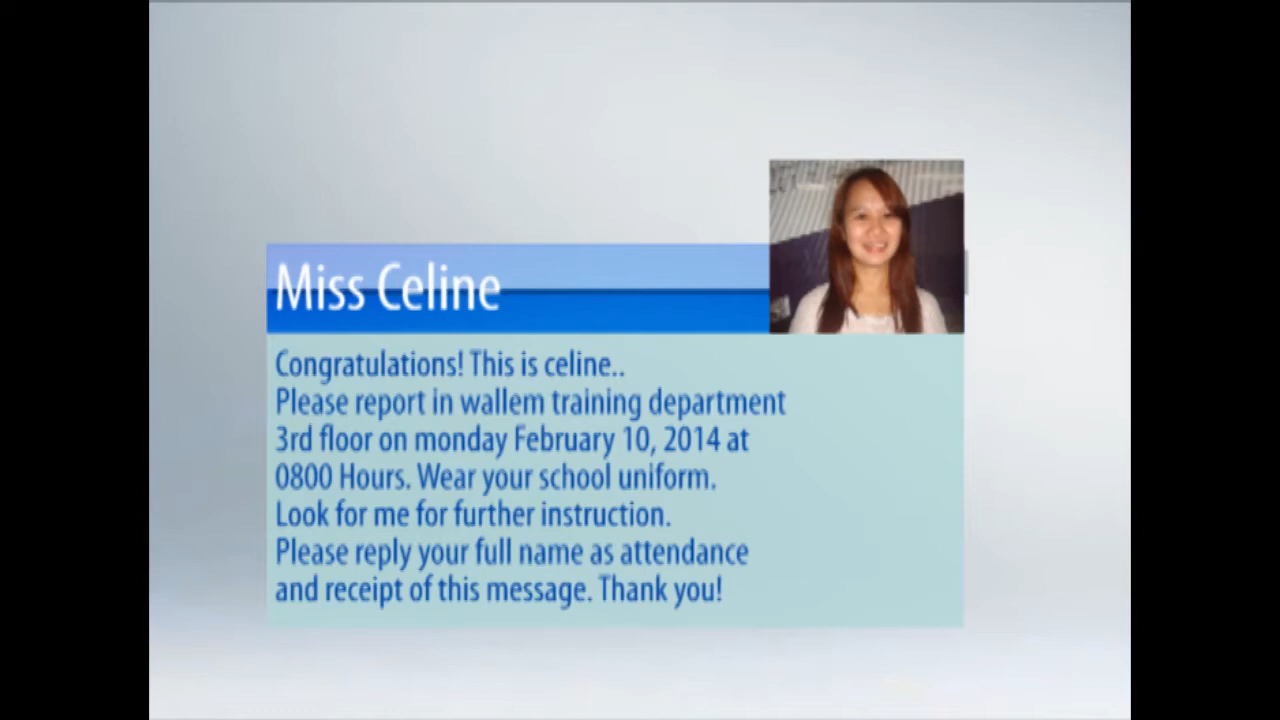 Miss Celine
Congratulations! This is celine..
Please report in wallem training department
3rd floor on monday February 10, 2014 at
0800 Hours. Wear your school uniform.
Look for me for further instruction.
Please reply your full name as attendance
and receipt of this message. Thank you!